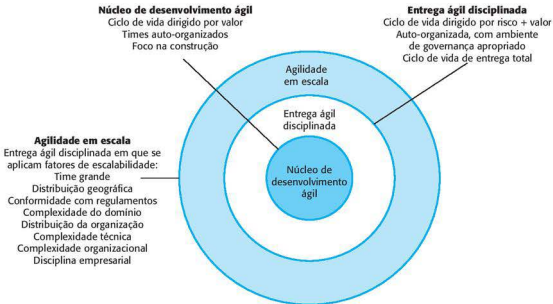 Núcleo de desenvolvimento ágil
Ciclo de vida dirigido por valor
Times auto-organizados
Foco na construção
Entrega ágil disciplinada
Ciclo de vida dirigido por risco + valor
Auto-organizada, com ambiente
de governança apropriado
Ciclo de vida de entrega total
Agilidade
em escala
Entrega ágil
disciplinada
Núcleo de
desenvolvimento
ágil
Agilidade em escala
Entrega ágil disciplinada em que se
aplicam fatores de escalabilidade:
Time grande
Distribuição geográfica
Conformidade com regulamentos
Complexidade do domínio
Distribuição da organização
Complexidade técnica
Complexidade organizacional
Disciplina empresarial